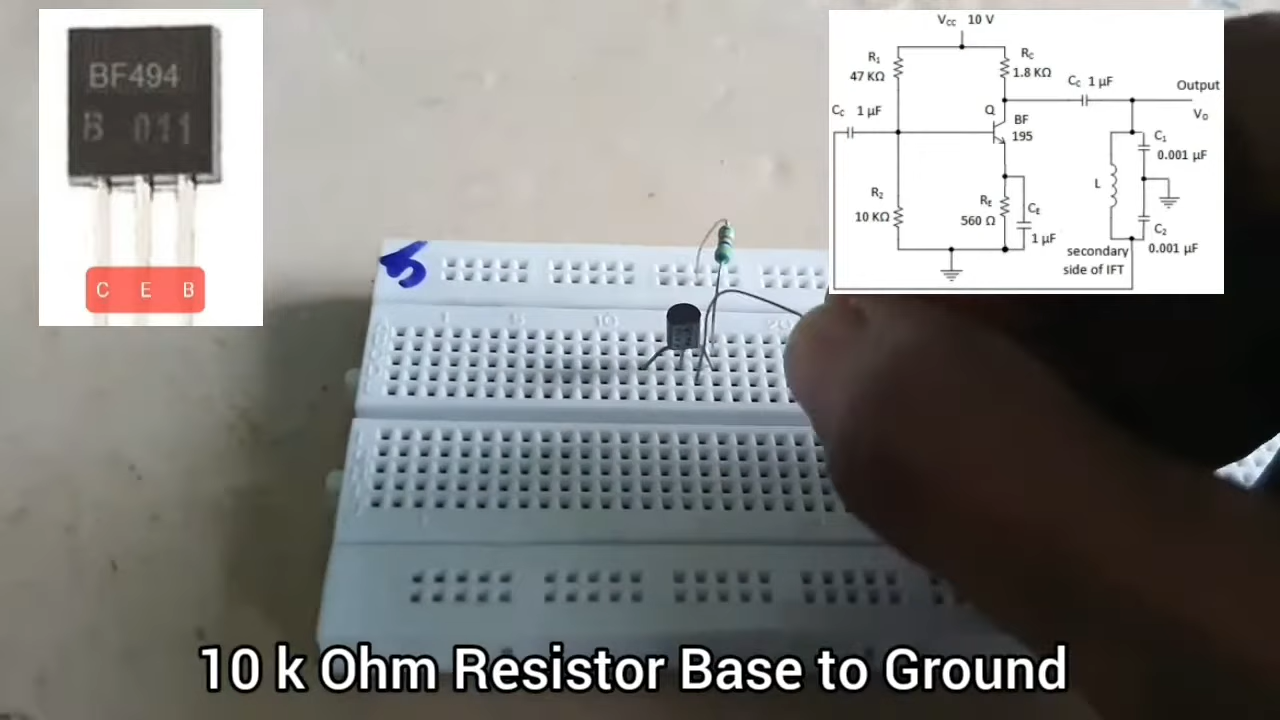 BF494
B 011
C E B
Vcc 10 V
R₁
47 KΩ
Rc
1.8 KΩ
Cc 1 µF
Output
Vo
Cc 1 µF
Q
BF
195
C₁
0.001 µF
L
R₂
10 KΩ
RE
560 Ω
CE
1 µF
C₂
0.001 µF
secondary
side of IFT
5
1
5
10
20
10 k Ohm Resistor Base to Ground